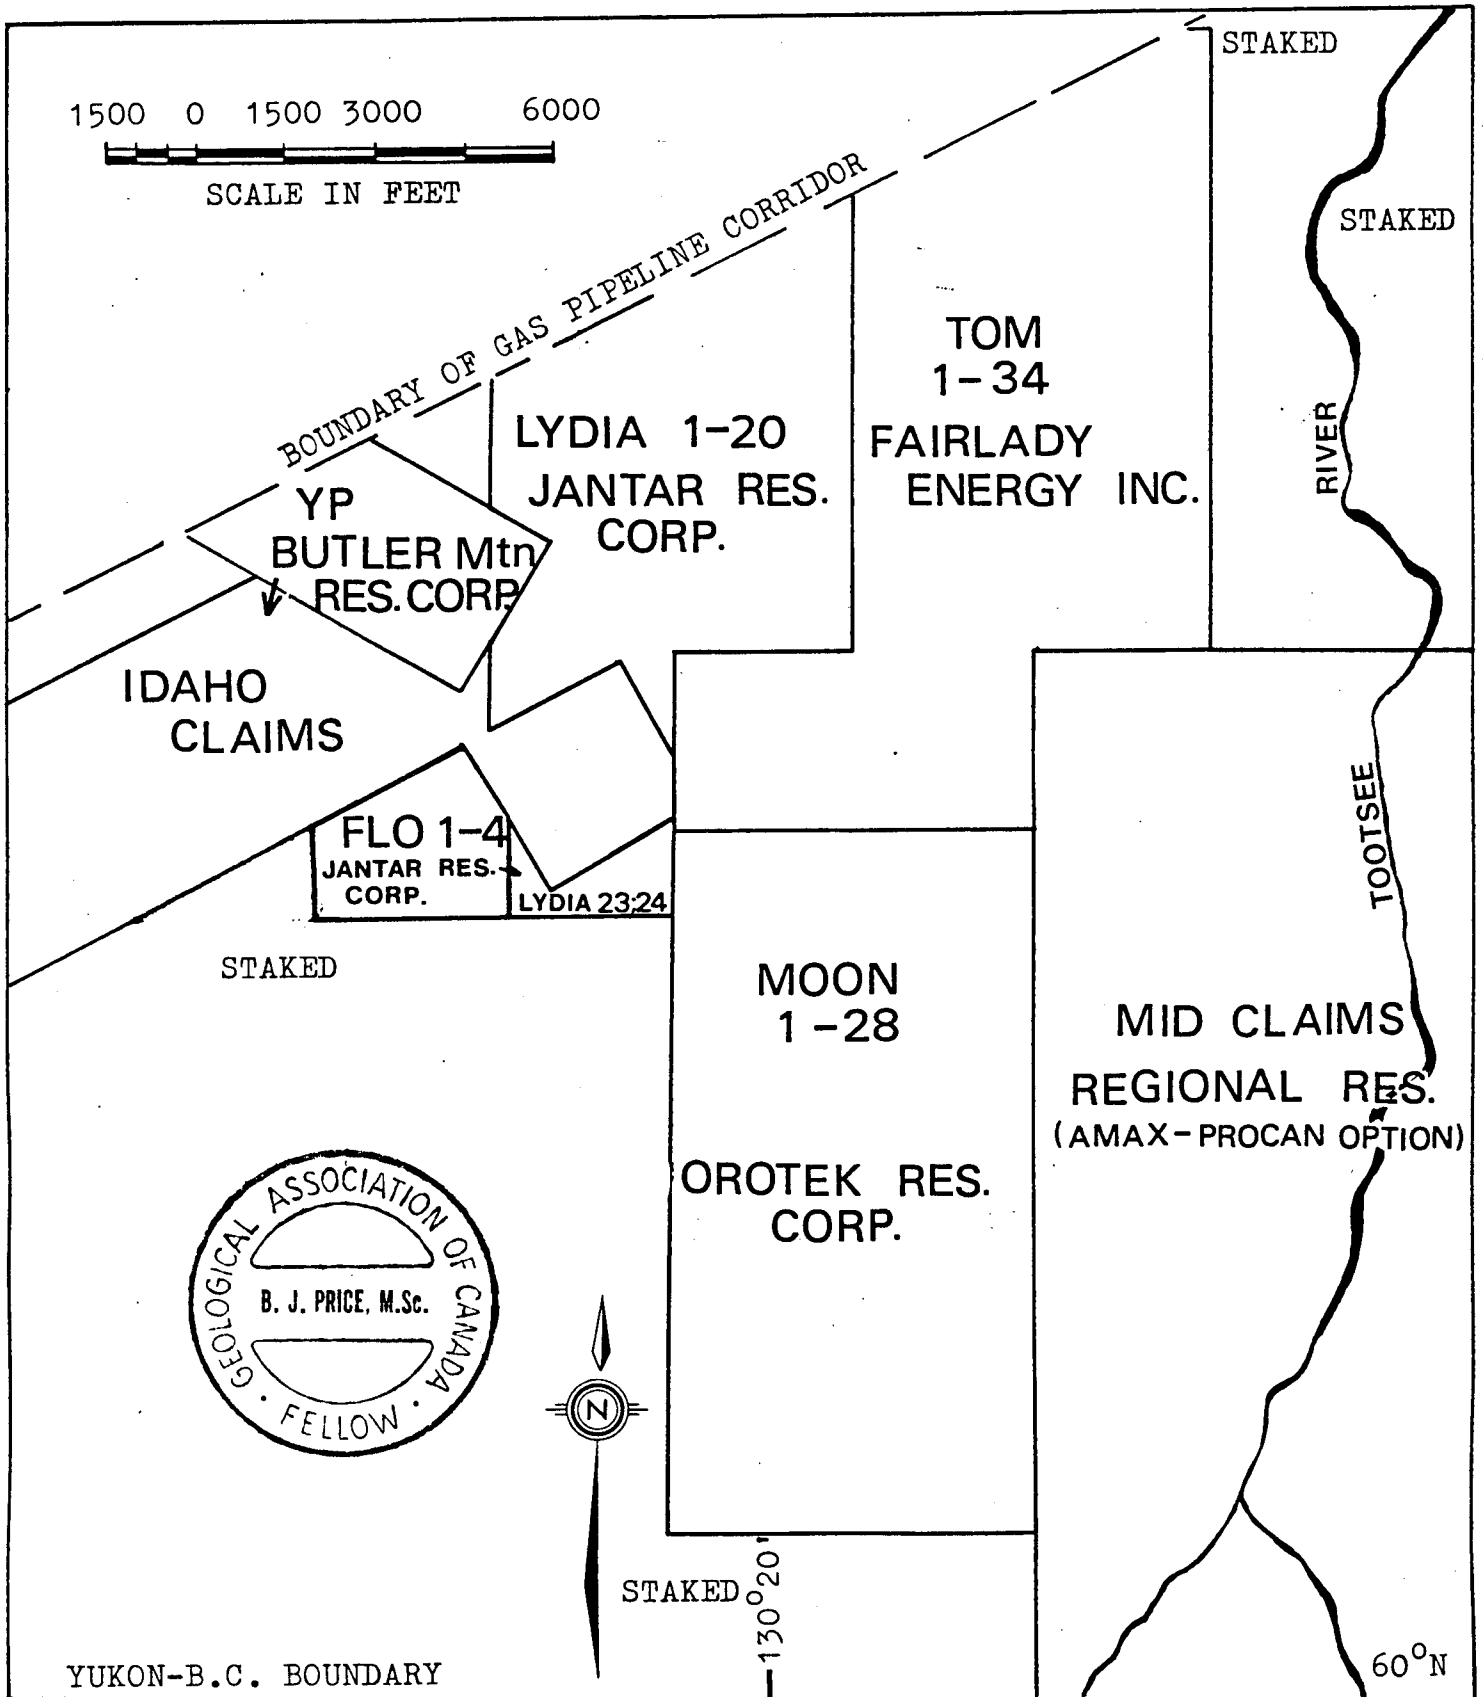 STAKED
1500 0 1500 3000 6000
SCALE IN FEET
STAKED
BOUNDARY OF GAS PIPELINE CORRIDOR
TOM
1-34
FAIRLADY
ENERGY INC.
LYDIA 1-20
JANTAR RES.
CORP.
RIVER
YP
BUTLER Mtn
RES. CORP.
IDAHO
CLAIMS
TOOTSEE
FLO 1-4
JANTAR RES.
CORP.
LYDIA 23;24
STAKED
MOON
1-28
MID CLAIMS
REGIONAL RES.
(AMAX-PROCAN OPTION)
OROTEK RES.
CORP.
GEOLOGICAL ASSOCIATION OF CANADA
B. J. PRICE, M.Sc.
· FELLOW ·
N
STAKED
130°20'
YUKON-B.C. BOUNDARY
60°N